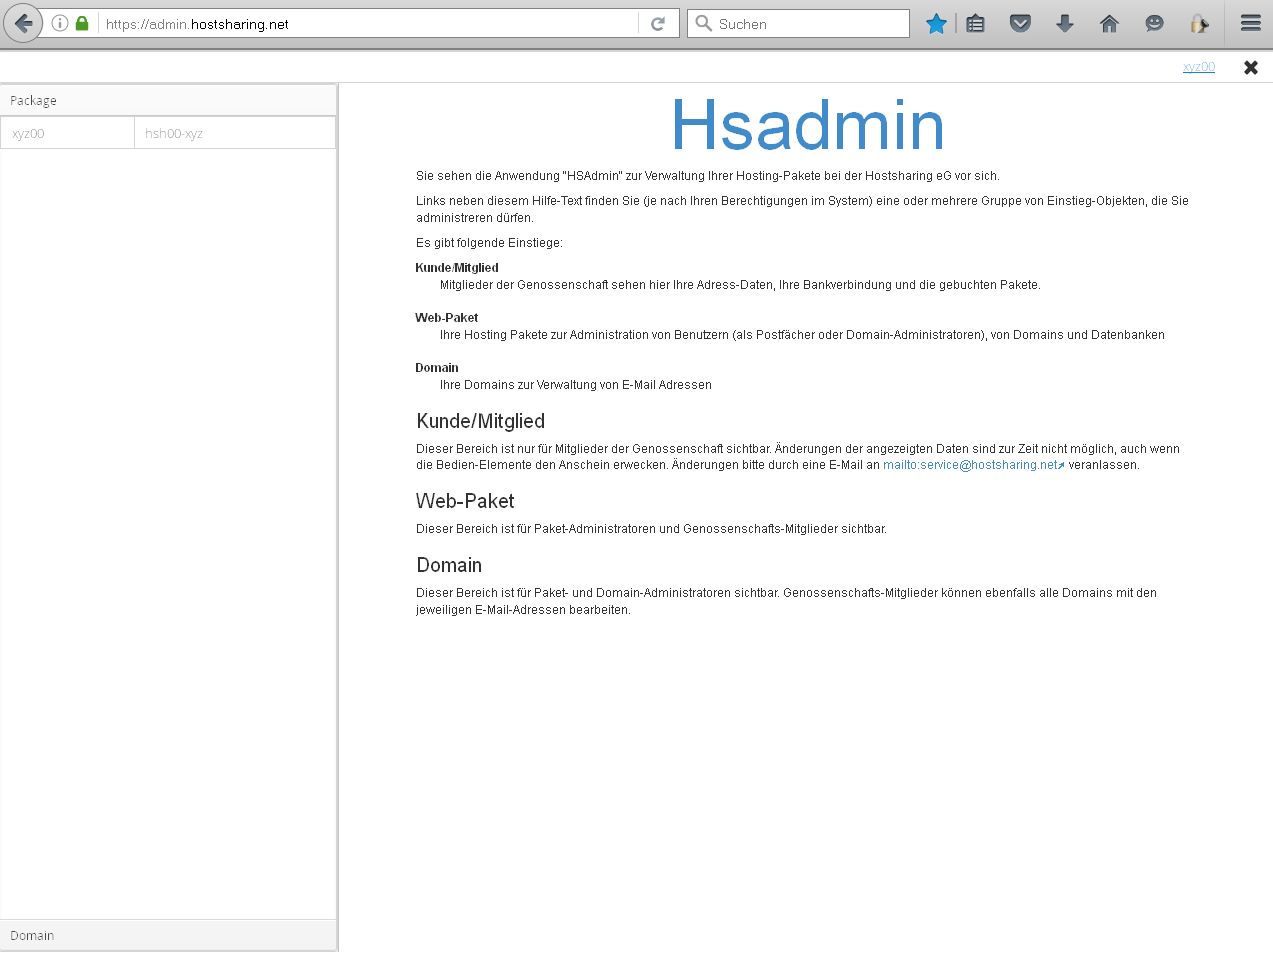 https://admin.hostsharing.net
Suchen
xyz00
Package
xyz00 hsh00-xyz
Hsadmin
Sie sehen die Anwendung "HSAdmin" zur Verwaltung Ihrer Hosting-Pakete bei der Hostsharing eG vor sich.
Links neben diesem Hilfe-Text finden Sie (je nach Ihren Berechtigungen im System) eine oder mehrere Gruppe von Einstieg-Objekten, die Sie
administreren dürfen.
Es gibt folgende Einstiege:
Kunde/Mitglied
Mitglieder der Genossenschaft sehen hier Ihre Adress-Daten, Ihre Bankverbindung und die gebuchten Pakete.
Web-Paket
Ihre Hosting Pakete zur Administration von Benutzern (als Postfächer oder Domain-Administratoren), von Domains und Datenbanken
Domain
Ihre Domains zur Verwaltung von E-Mail Adressen
Kunde/Mitglied
Dieser Bereich ist nur für Mitglieder der Genossenschaft sichtbar. Änderungen der angezeigten Daten sind zur Zeit nicht möglich, auch wenn
die Bedien-Elemente den Anschein erwecken. Änderungen bitte durch eine E-Mail an mailto:service@hostsharing.net veranlassen.
Web-Paket
Dieser Bereich ist für Paket-Administratoren und Genossenschafts-Mitglieder sichtbar.
Domain
Dieser Bereich ist für Paket- und Domain-Administratoren sichtbar. Genossenschafts-Mitglieder können ebenfalls alle Domains mit den
jeweiligen E-Mail-Adressen bearbeiten.
Domain